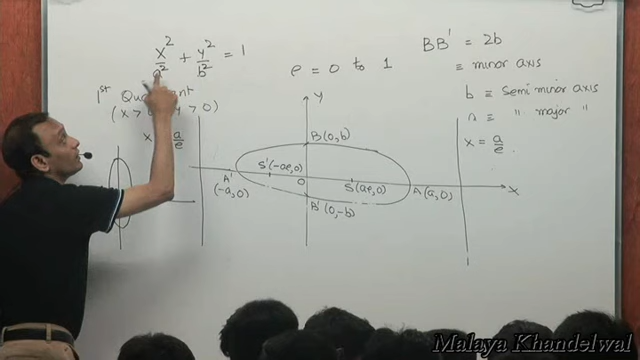 x²/a² + y²/b² = 1
BB' = 2b
= minor axis
e = 0 to 1
1st Quadrant
(x > 0, y > 0)
b = semi minor axis
a = " major "
x = a/e
x a/e
Y
B(0,b)
S'(-ae,0)
A'
(-a,0)
O
S(ae,0)
A(a,0)
X
B'(0,-b)
Malaya Khandelwal